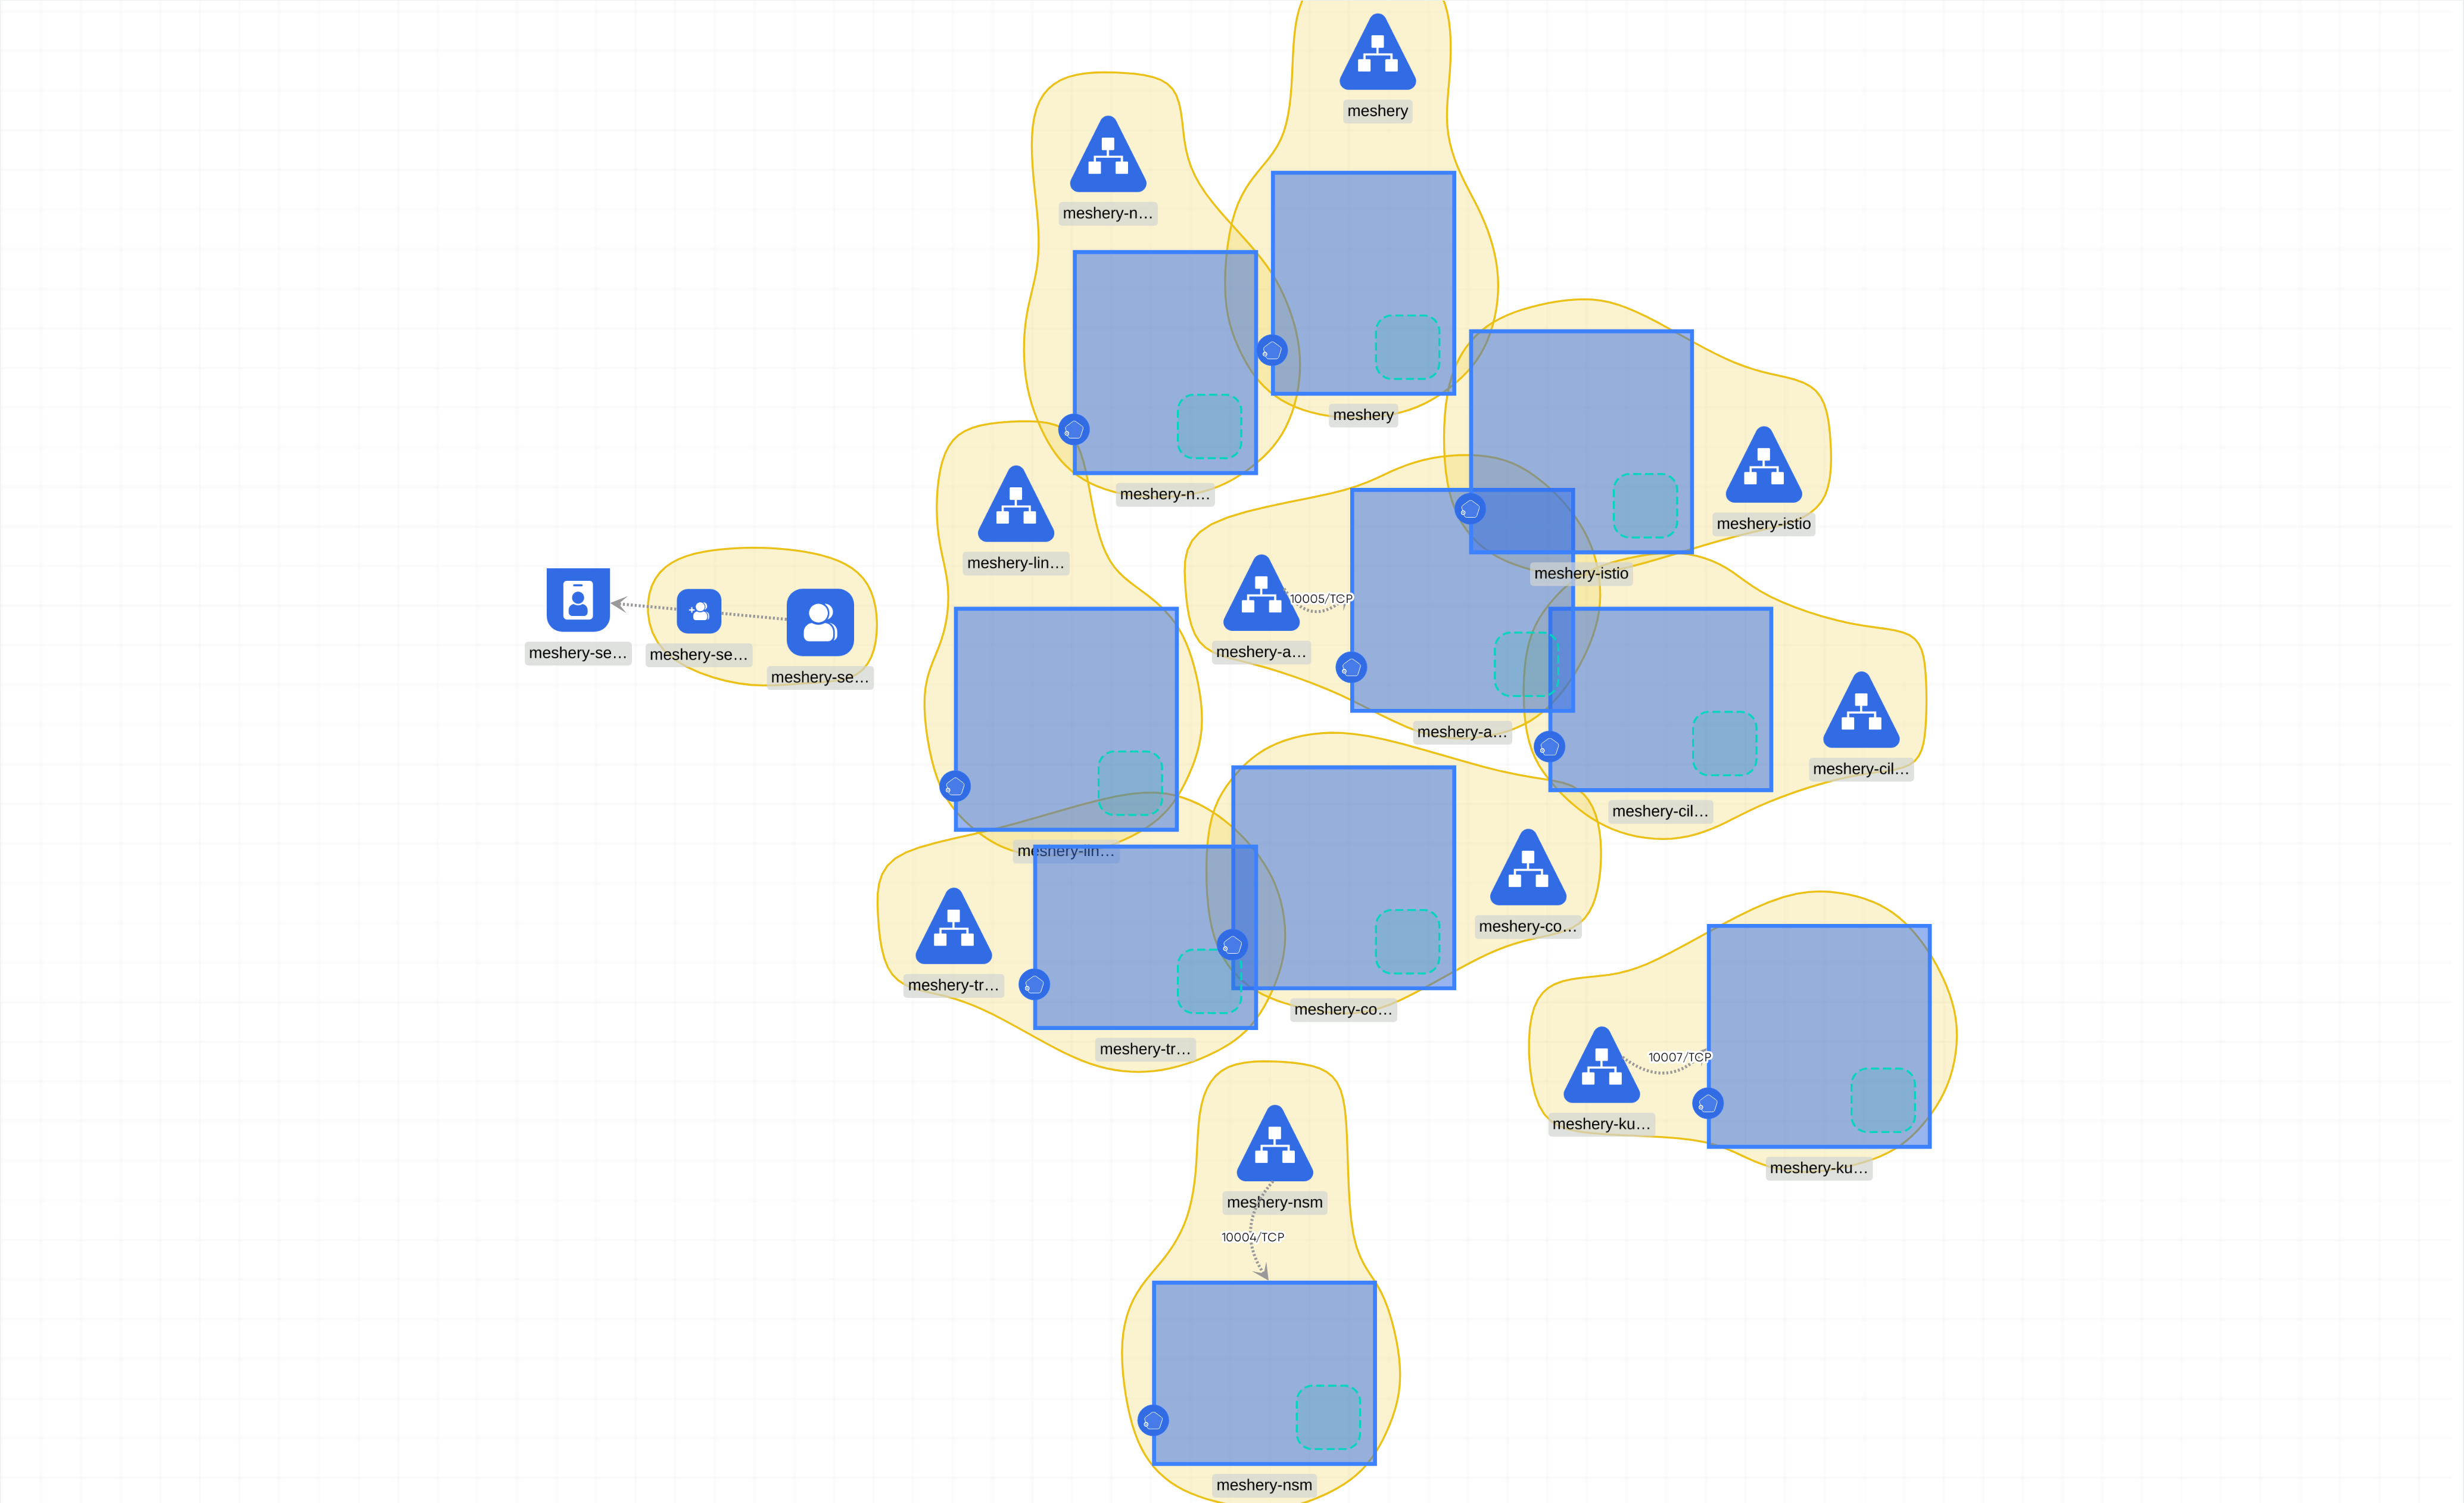 meshery
meshery-n…
meshery
meshery-n…
meshery-istio
meshery-istio
meshery-lin…
10005/TCP
meshery-a…
meshery-se…
meshery-se…
meshery-se…
meshery-a…
meshery-cil…
meshery-cil…
meshery-lin…
meshery-co…
meshery-tr…
meshery-co…
meshery-tr…
10007/TCP
meshery-ku…
meshery-ku…
meshery-nsm
10004/TCP
meshery-nsm